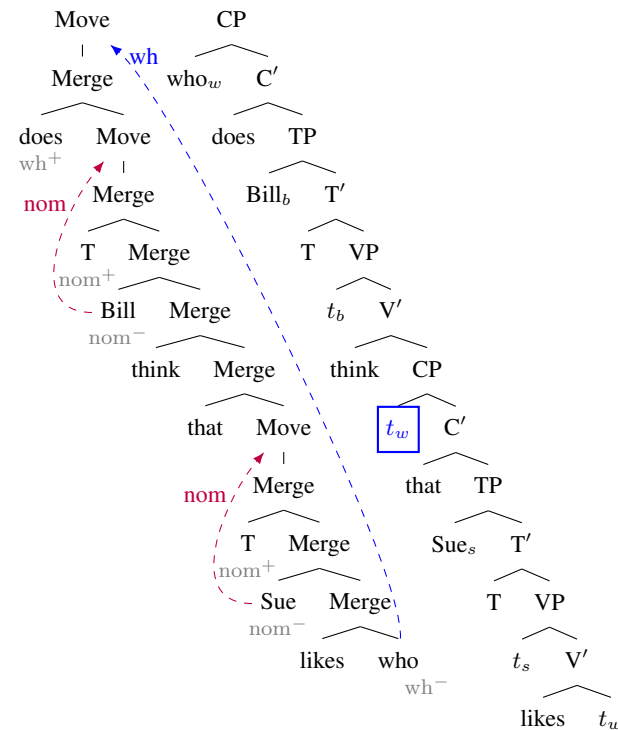 Move CP
wh
Merge who_w C′
does Move does TP
wh⁺
Merge Bill_b T′
nom
T Merge T VP
nom⁺
Bill Merge t_b V′
nom⁻
think Merge think CP
that Move t_w C′
Merge that TP
nom
T Merge Sue_s T′
nom⁺
Sue Merge T VP
nom⁻
likes who t_s V′
wh⁻
likes t_w